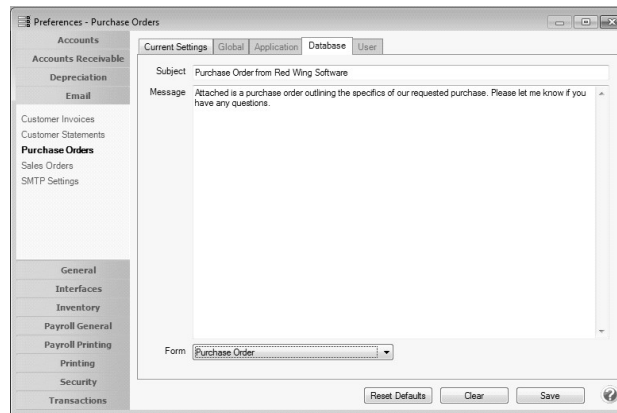 Preferences - Purchase Orders
Accounts
Accounts Receivable
Depreciation
Email
Customer Invoices
Customer Statements
Purchase Orders
Sales Orders
SMTP Settings
General
Interfaces
Inventory
Payroll General
Payroll Printing
Printing
Security
Transactions
Current Settings Global Application Database User
Subject Purchase Order from Red Wing Software
Message Attached is a purchase order outlining the specifics of our requested purchase. Please let me know if you
have any questions.
Form Purchase Order
Reset Defaults Clear Save ?